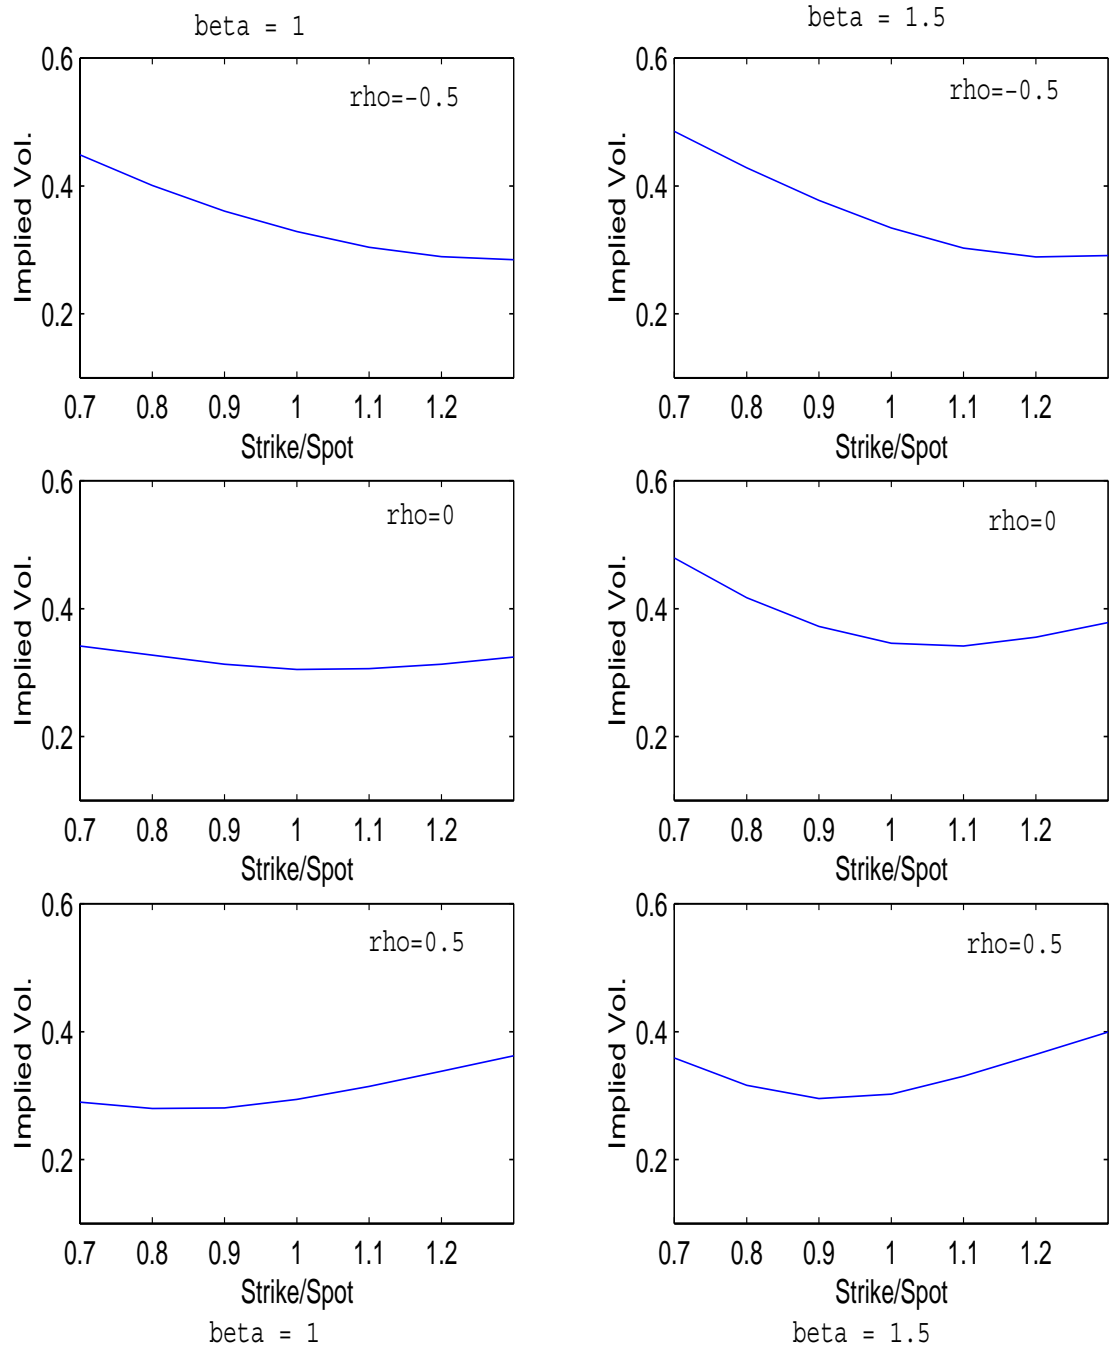 beta = 1
beta = 1.5
0.6
0.4
0.2
Implied Vol.
rho=-0.5
0.7 0.8 0.9 1 1.1 1.2
Strike/Spot
0.6
0.4
0.2
Implied Vol.
rho=-0.5
0.7 0.8 0.9 1 1.1 1.2
Strike/Spot
0.6
0.4
0.2
Implied Vol.
rho=0
0.7 0.8 0.9 1 1.1 1.2
Strike/Spot
0.6
0.4
0.2
Implied Vol.
rho=0
0.7 0.8 0.9 1 1.1 1.2
Strike/Spot
0.6
0.4
0.2
Implied Vol.
rho=0.5
0.7 0.8 0.9 1 1.1 1.2
Strike/Spot
0.6
0.4
0.2
Implied Vol.
rho=0.5
0.7 0.8 0.9 1 1.1 1.2
Strike/Spot
beta = 1
beta = 1.5